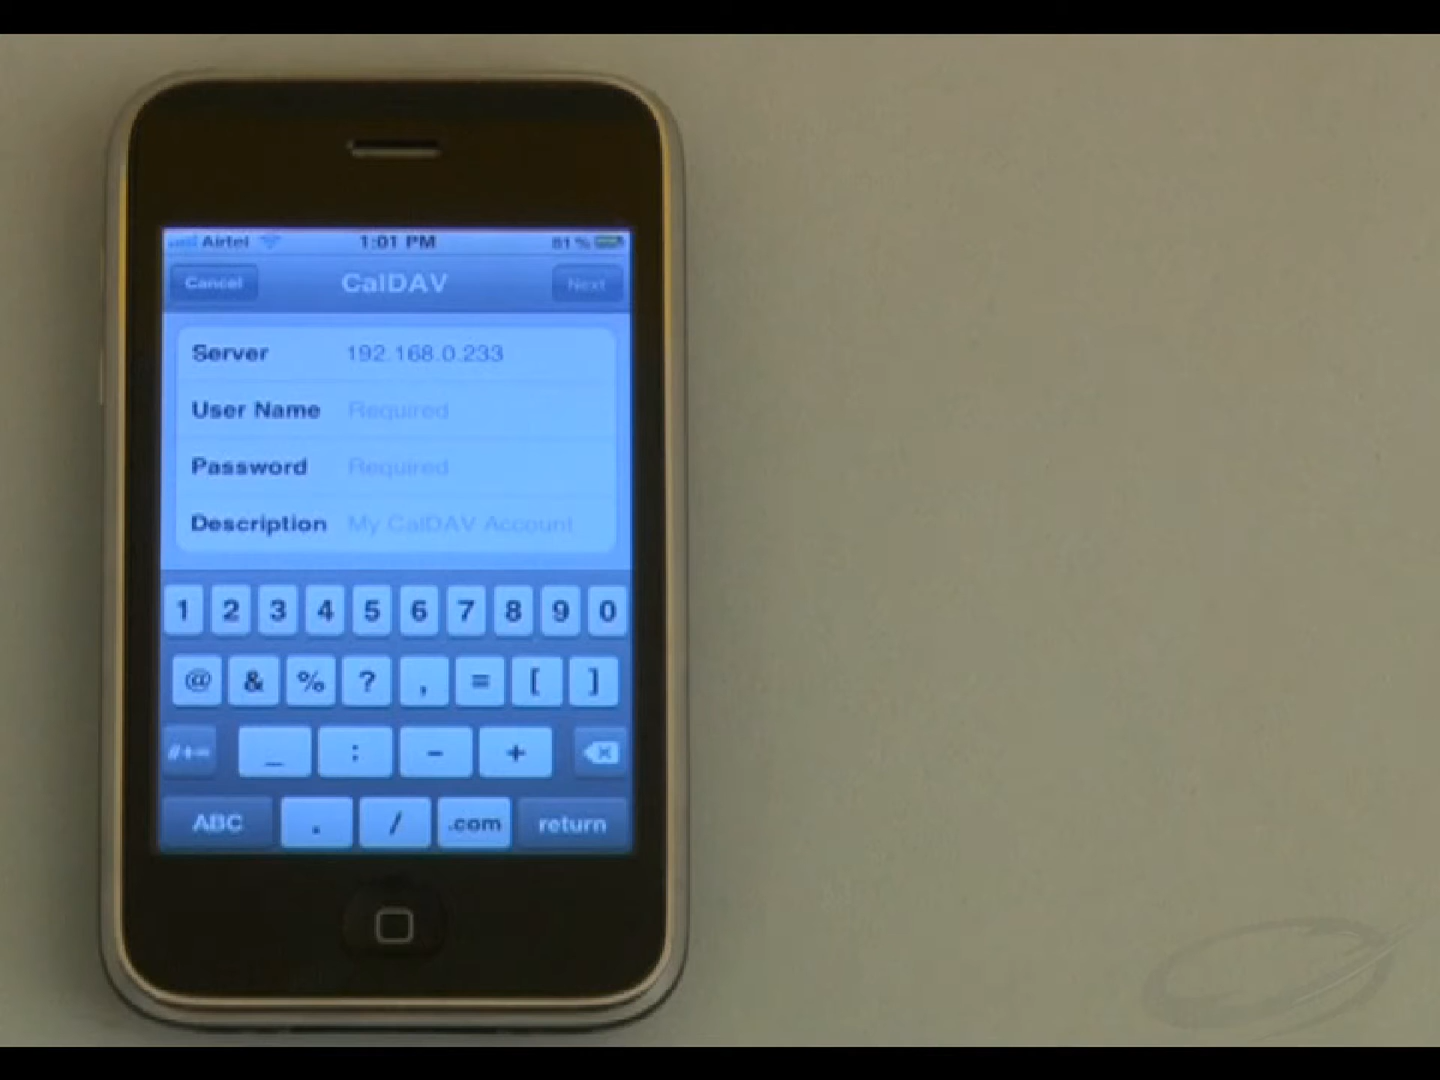 Airtel 1:01 PM 81%
Cancel CalDAV Next
Server 192.168.0.233
User Name Required
Password Required
Description My CalDAV Account
1 2 3 4 5 6 7 8 9 0
@ & % ? , = [ ]
#+= _ : - +
ABC . / .com return